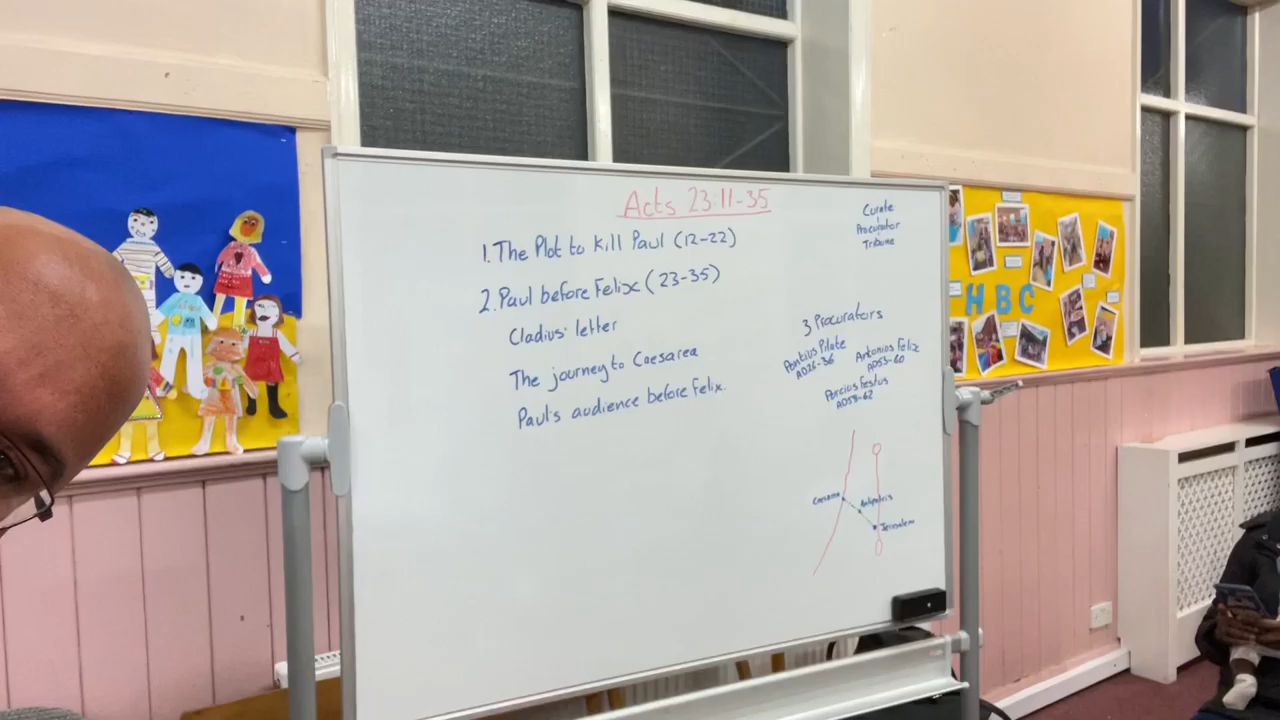 Acts 23:11-35
1. The Plot to Kill Paul (12-22)
2. Paul before Felix (23-35)
Cladius' letter
The journey to Caesarea
Paul's audience before Felix.
Curate
Procurator
Tribune
3 Procurators
Pontius Pilate
AD26-36
Antonius Felix
AD53-60
Porcius Festus
AD58-62
Caesarea
Antipatris
Jerusalem
HBC